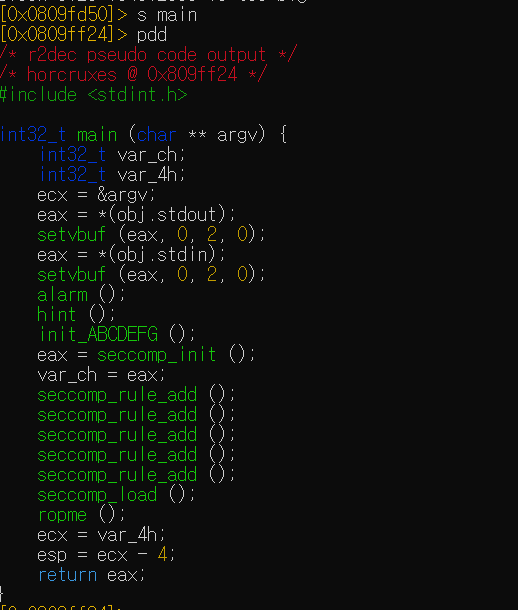 [0x0809fd50]> s main
[0x0809ff24]> pdd
/* r2dec pseudo code output */
/* horcruxes @ 0x809ff24 */
#include <stdint.h>

int32_t main (char ** argv) {
    int32_t var_ch;
    int32_t var_4h;
    ecx = &argv;
    eax = *(obj.stdout);
    setvbuf (eax, 0, 2, 0);
    eax = *(obj.stdin);
    setvbuf (eax, 0, 2, 0);
    alarm ();
    hint ();
    init_ABCDEFG ();
    eax = seccomp_init ();
    var_ch = eax;
    seccomp_rule_add ();
    seccomp_rule_add ();
    seccomp_rule_add ();
    seccomp_rule_add ();
    seccomp_rule_add ();
    seccomp_load ();
    ropme ();
    ecx = var_4h;
    esp = ecx - 4;
    return eax;
}